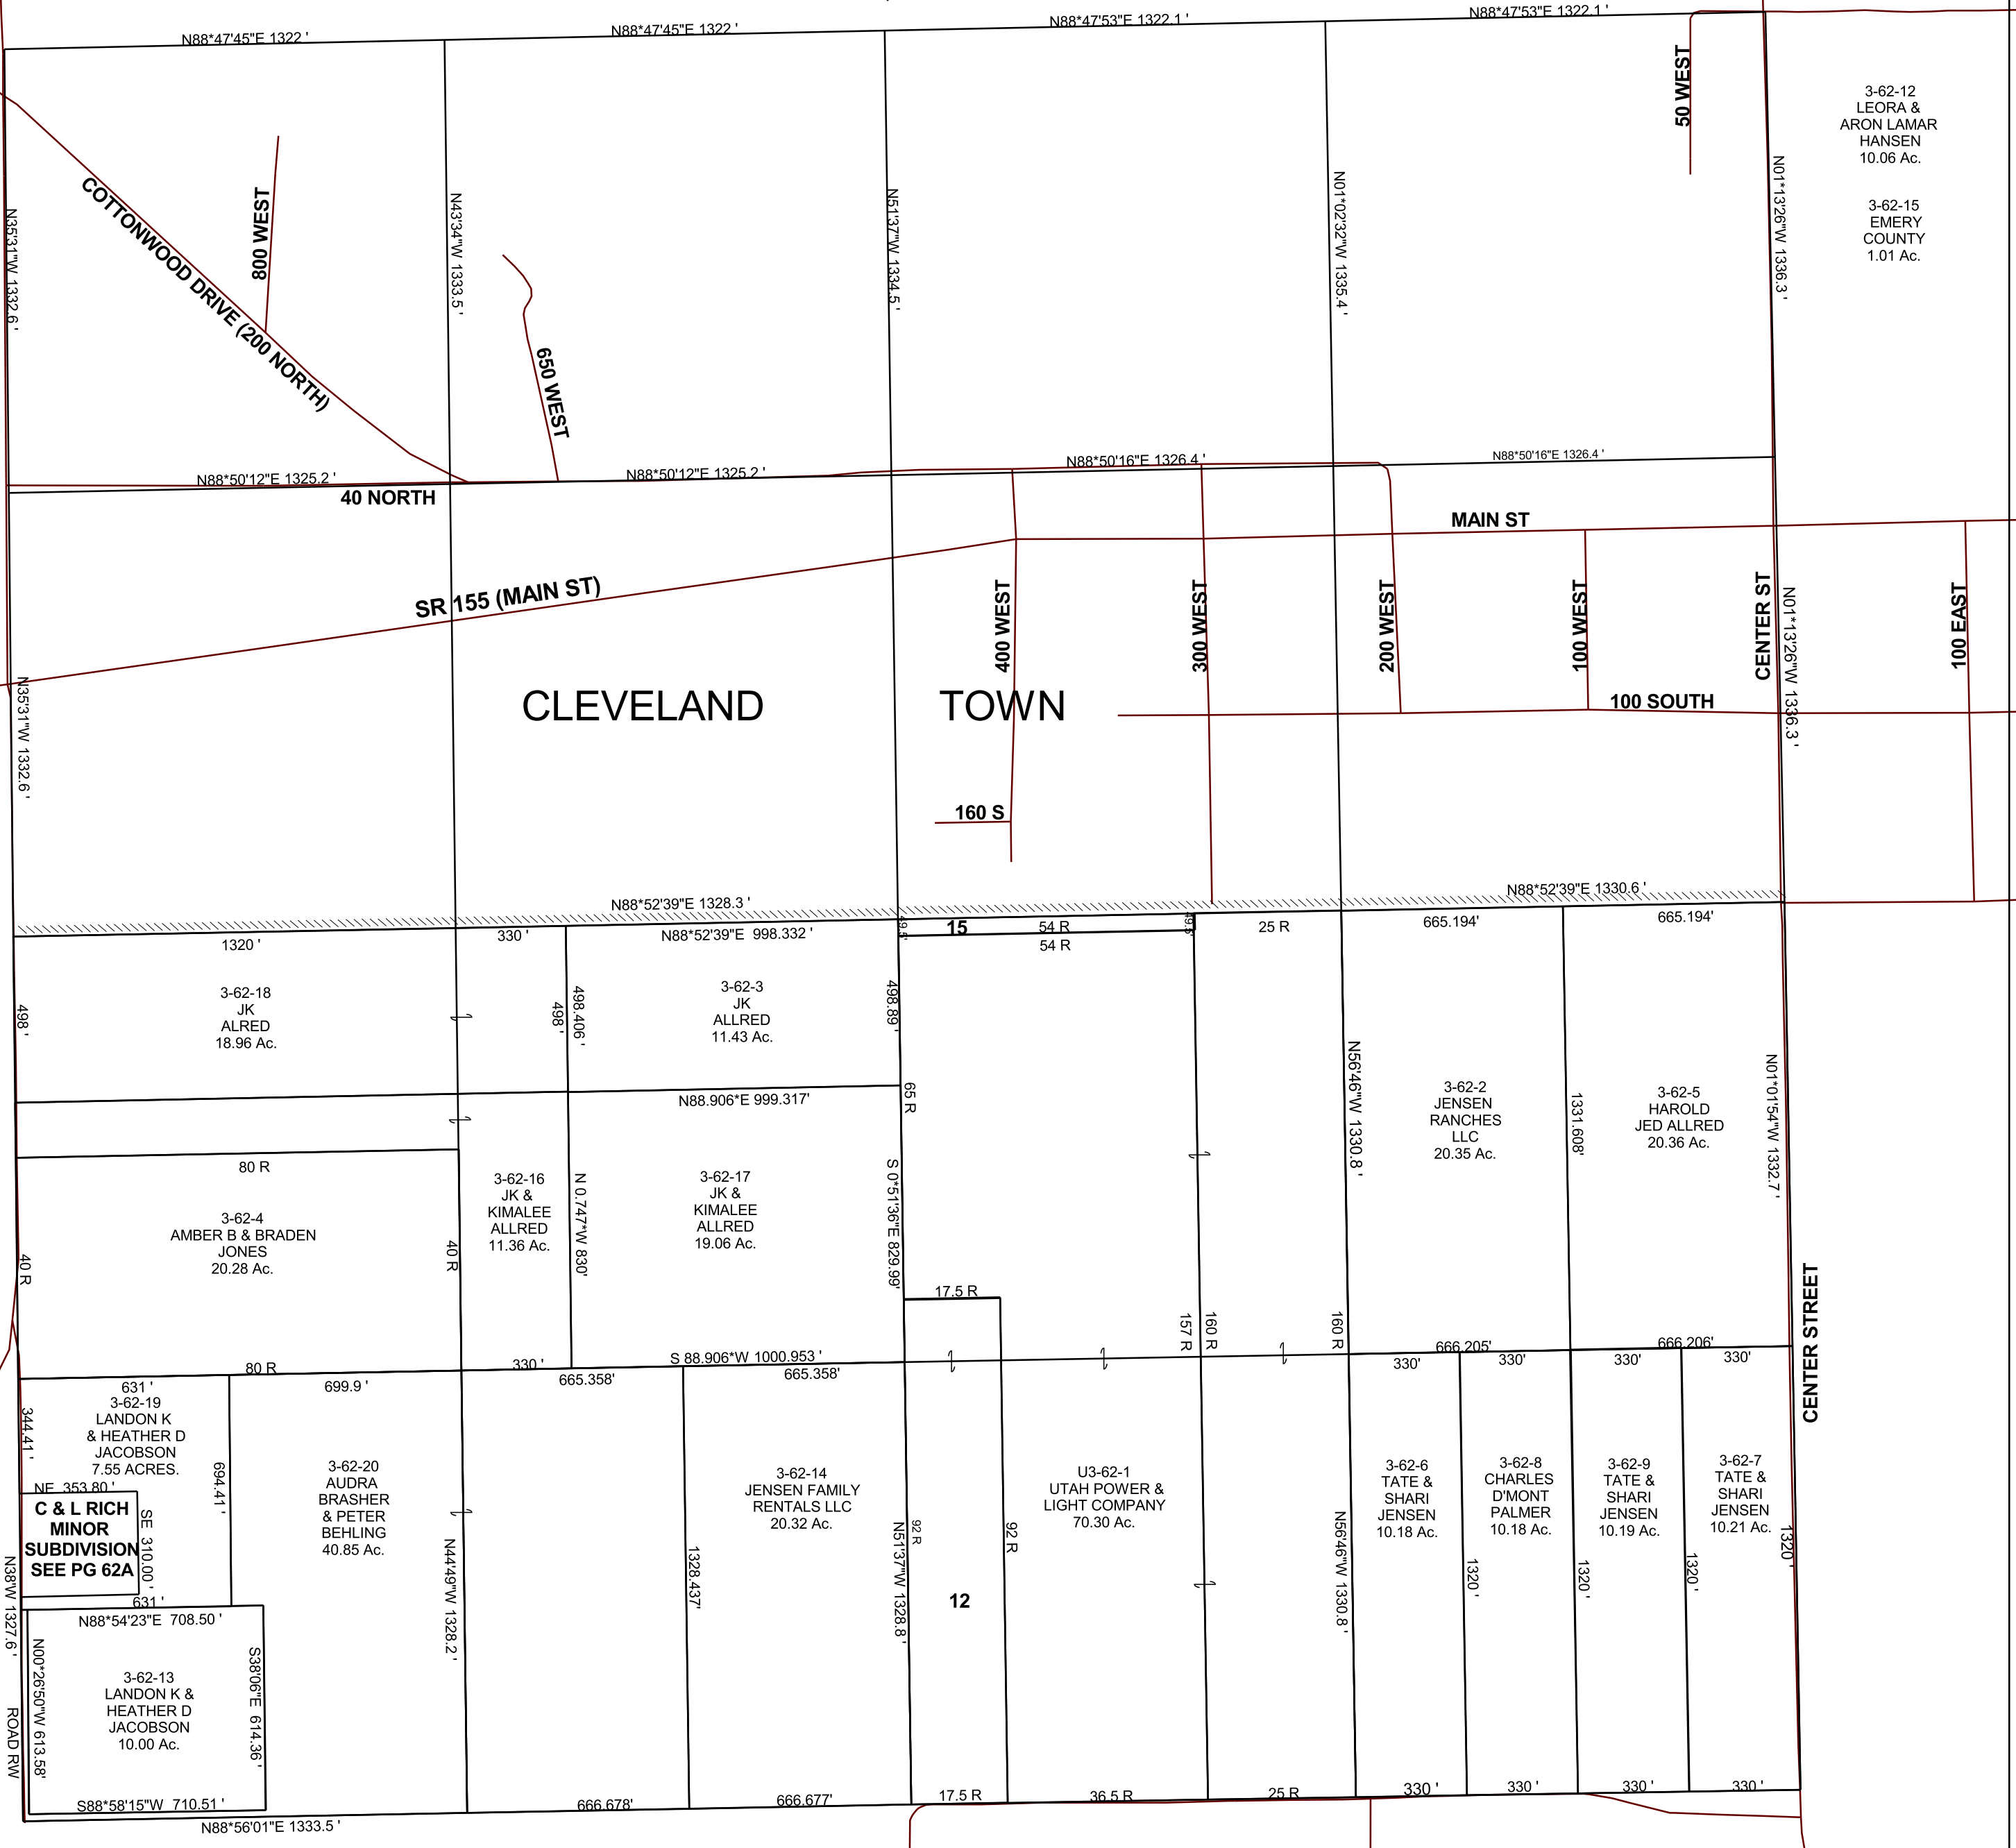 N88*47'45"E 1322 '
N88*47'45"E 1322 '
N88*47'53"E 1322.1 '
N88*47'53"E 1322.1 '
50 WEST
3-62-12
LEORA &
ARON LAMAR
HANSEN
10.06 Ac.
3-62-15
EMERY
COUNTY
1.01 Ac.
N35'31"W 1332.6 '
COTTONWOOD DRIVE (200 NORTH)
800 WEST
N43'34"W 1333.5 '
650 WEST
N51'37"W 1334.5 '
N01*02'32"W 1335.4 '
N01*13'26"W 1336.3 '
N88*50'12"E 1325.2 '
N88*50'12"E 1325.2 '
N88*50'16"E 1326.4 '
N88*50'16"E 1326.4 '
40 NORTH
MAIN ST
SR 155 (MAIN ST)
400 WEST
300 WEST
200 WEST
100 WEST
CENTER ST
N01*13'26"W 1336.3 '
100 EAST
N35'31"W 1332.6 '
CLEVELAND TOWN
100 SOUTH
160 S
N88*52'39"E 1328.3 '
N88*52'39"E 1330.6 '
1320 '
330 '
N88*52'39"E 998.332 '
49.5'
15
54 R
49.5'
54 R
25 R
665.194'
665.194'
498 '
3-62-18
JK
ALRED
18.96 Ac.
498 '
498.406 '
3-62-3
JK
ALLRED
11.43 Ac.
498.89 '
N88.906*E 999.317'
65 R
N56'46"W 1330.8 '
3-62-2
JENSEN
RANCHES
LLC
20.35 Ac.
1331.608'
3-62-5
HAROLD
JED ALLRED
20.36 Ac.
N01*01'54"W 1332.7 '
80 R
40 R
3-62-4
AMBER B & BRADEN
JONES
20.28 Ac.
40 R
3-62-16
JK &
KIMALEE
ALLRED
11.36 Ac.
N 0.747*W 830'
3-62-17
JK &
KIMALEE
ALLRED
19.06 Ac.
S 0*51'36"E 829.99'
17.5 R
157 R
160 R
160 R
CENTER STREET
80 R
330 '
S 88.906*W 1000.953 '
666.205'
666.206'
631 '
699.9 '
665.358'
665.358'
330'
330'
330'
330'
344.41 '
3-62-19
LANDON K
& HEATHER D
JACOBSON
7.55 ACRES.
NE 353.80 '
694.41 '
C & L RICH
MINOR
SUBDIVISION
SEE PG 62A
SE 310.00 '
631 '
3-62-20
AUDRA
BRASHER
& PETER
BEHLING
40.85 Ac.
N44'49"W 1328.2 '
1328.437'
3-62-14
JENSEN FAMILY
RENTALS LLC
20.32 Ac.
N51'37"W 1328.8 '
92 R
12
92 R
U3-62-1
UTAH POWER &
LIGHT COMPANY
70.30 Ac.
N56'46"W 1330.8 '
3-62-6
TATE &
SHARI
JENSEN
10.18 Ac.
1320 '
3-62-8
CHARLES
D'MONT
PALMER
10.18 Ac.
1320 '
3-62-9
TATE &
SHARI
JENSEN
10.19 Ac.
1320 '
3-62-7
TATE &
SHARI
JENSEN
10.21 Ac.
1320 '
N38'W 1327.6 '
ROAD RW
N88*54'23"E 708.50 '
N00*26'50"W 613.58'
3-62-13
LANDON K &
HEATHER D
JACOBSON
10.00 Ac.
S38'06"E 614.36 '
S88*58'15"W 710.51 '
N88*56'01"E 1333.5 '
666.678'
666.677'
17.5 R
36.5 R
25 R
330 '
330 '
330 '
330 '